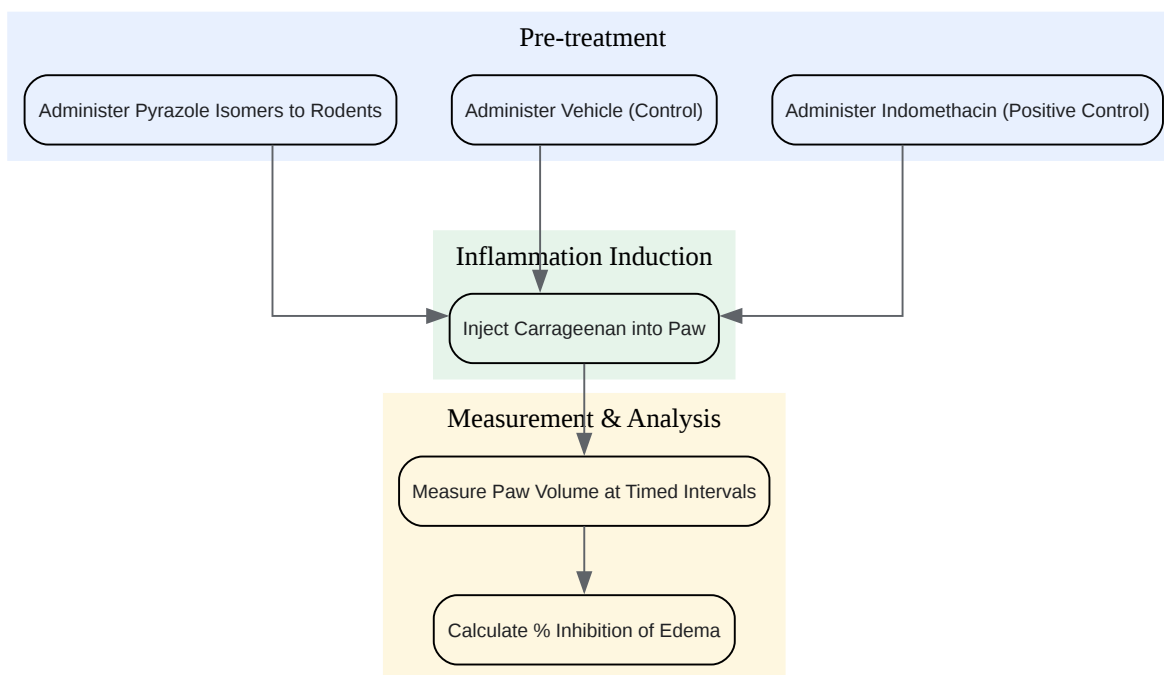 Pre-treatment
Administer Pyrazole Isomers to Rodents
Administer Vehicle (Control)
Administer Indomethacin (Positive Control)
Inflammation Induction
Inject Carrageenan into Paw
Measurement & Analysis
Measure Paw Volume at Timed Intervals
Calculate % Inhibition of Edema